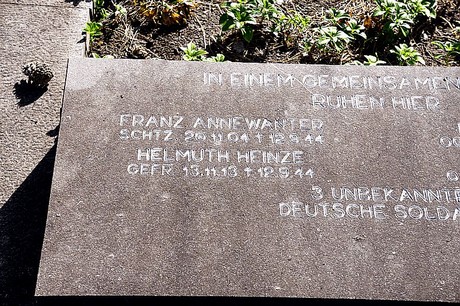 IN EINEM GEMEINSAMEN
RUHEN HIER
FRANZ ANNEWANTER
SCHTZ 26.11.04 † 12.9.44
HELMUTH HEINZE
GEFR 13.11.13 † 12.9.44
3 UNBEKANNTE
DEUTSCHE SOLDA